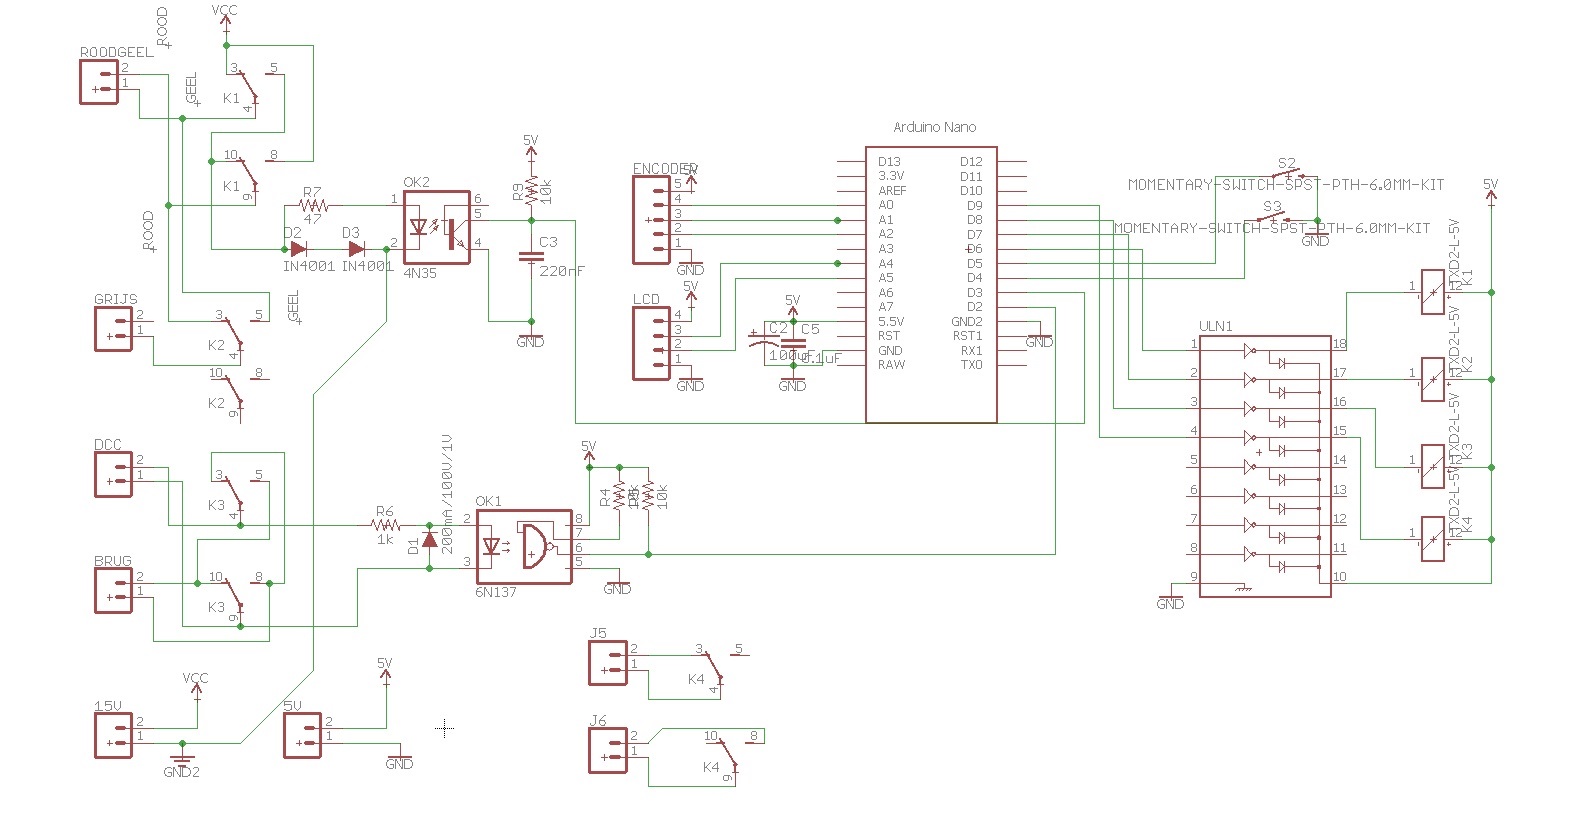 VCC
ROOD
ROODGEEL
2
1
GEEL
3
5
K1
4
10
8
K1
9
ROOD
R7
47
D2
IN4001
D3
IN4001
OK2
1
2
6
5
4
4N35
5V
R9
10k
C3
220nF
GND
GRIJS
2
1
GEEL
3
5
K2
4
10
8
K2
9
DCC
2
1
3
5
K3
4
BRUG
2
1
10
8
K3
9
R6
1k
D1
200mA/100V/1V
OK1
2
3
8
7
6
5
6N137
5V
R4
10k
GND
15V
2
1
VCC
GND2
5V
2
1
5V
GND
J5
2
1
3
5
K4
4
J6
2
1
10
8
K4
9
ENCODER
5V
5
4
3
2
1
GND
LCD
5V
4
3
2
1
GND
5V
C2
100uF
C5
0.1uF
GND
Arduino Nano
D13 D12
3.3V D11
AREF D10
A0 D9
A1 D8
A2 D7
A3 D6
A4 D5
A5 D4
A6 D3
A7 D2
5.5V GND2
RST RST1
GND RX1
RAW TX0
GND
S2
MOMENTARY-SWITCH-SPST-PTH-6.0MM-KIT
S3
MOMENTARY-SWITCH-SPST-PTH-6.0MM-KIT
GND
5V
ULN1
1 18
2 17
3 16
4 15
5 14
6 13
7 12
8 11
9 10
GND
1
12
K1
TXD2-L-5V
1
12
K2
TXD2-L-5V
1
12
K3
TXD2-L-5V
1
12
K4
TXD2-L-5V